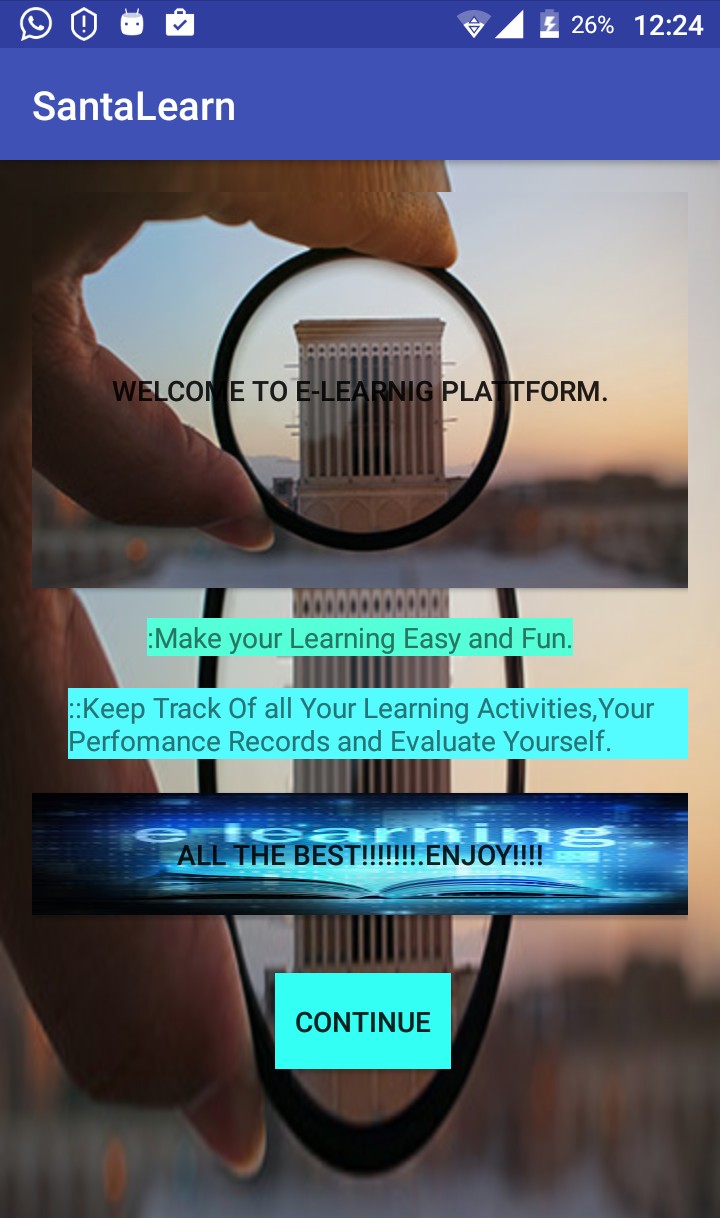 26% 12:24
SantaLearn
WELCOME TO E-LEARNIG PLATTFORM.
:Make your Learning Easy and Fun.
::Keep Track Of all Your Learning Activities,Your
Perfomance Records and Evaluate Yourself.
e-learning
ALL THE BEST!!!!!!!.ENJOY!!!!
CONTINUE